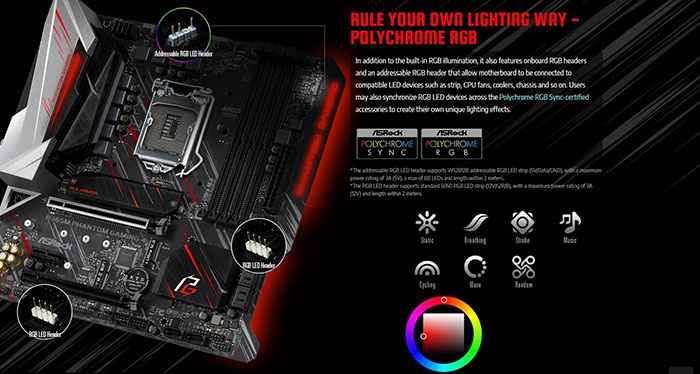 RULE YOUR OWN LIGHTING WAY –
POLYCHROME RGB
In addition to the built-in RGB illumination, it also features onboard RGB headers
and an addressable RGB header that allow motherboard to be connected to
compatible LED devices such as strip, CPU fans, coolers, chassis and so on. Users
may also synchronize RGB LED devices across the Polychrome RGB Sync-certified
accessories to create their own unique lighting effects.
ASRock
POLYCHROME
SYNC
ASRock
POLYCHROME
RGB
*The addressable RGB LED header supports WS2812B addressable RGB LED strip (5V/Data/GND), with a maximum
power rating of 3A (5V), a max of 80 LEDs and length within 2 meters.
*The RGB LED header supports standard 5050 RGB LED strip (12V/G/R/B), with a maximum power rating of 3A
(12V) and length within 2 meters.
Static
Breathing
Strobe
Music
Cycling
Wave
Random
Addressable RGB LED Header
RGB LED Header
RGB LED Header
PHANTOM GAMING
ASRock